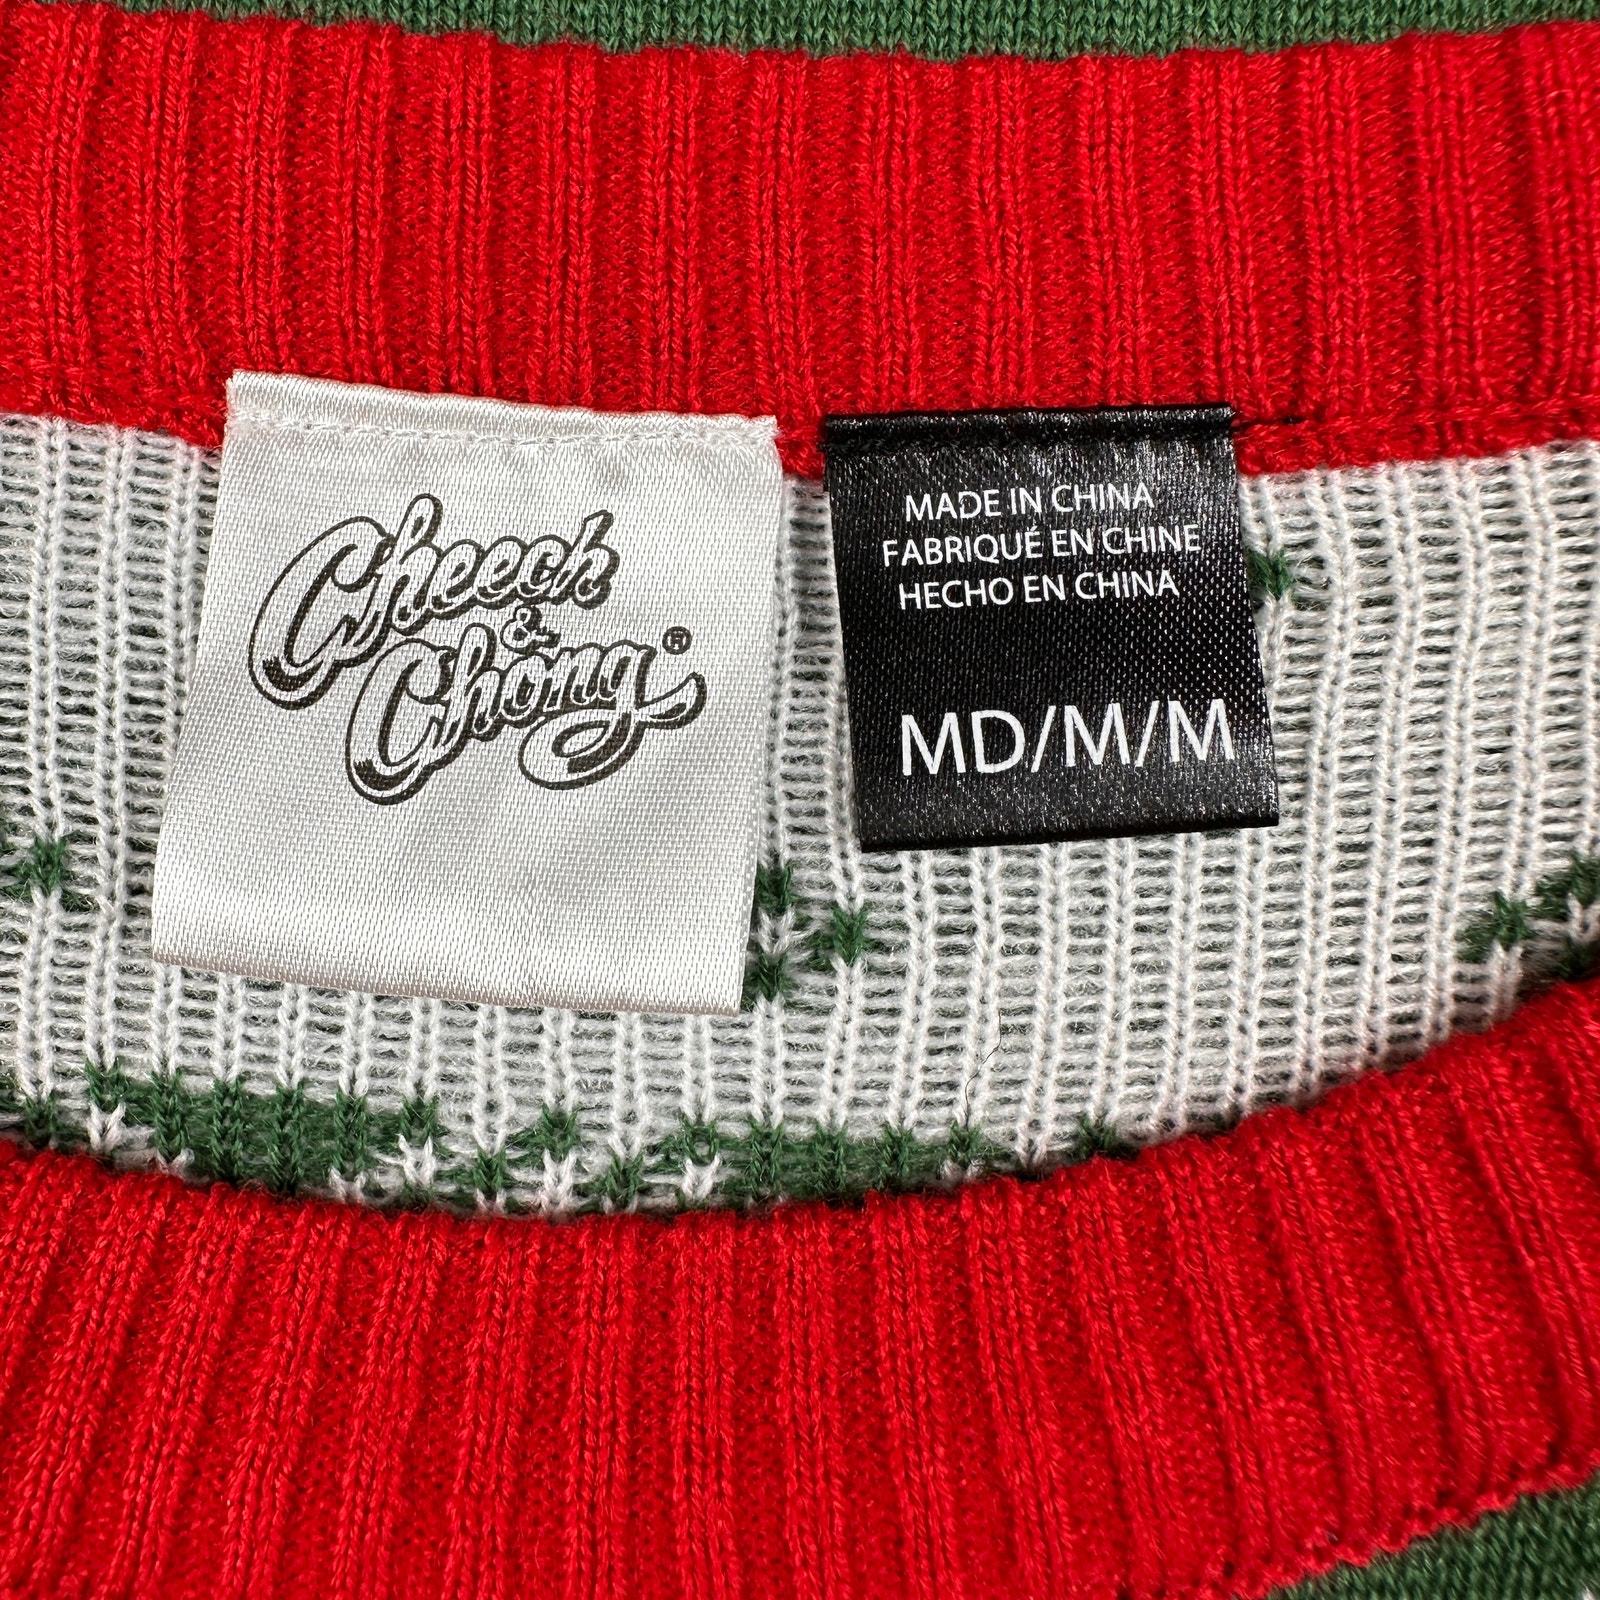 Cheech
&
Chong®
MADE IN CHINA
FABRIQUÉ EN CHINE
HECHO EN CHINA
MD/M/M